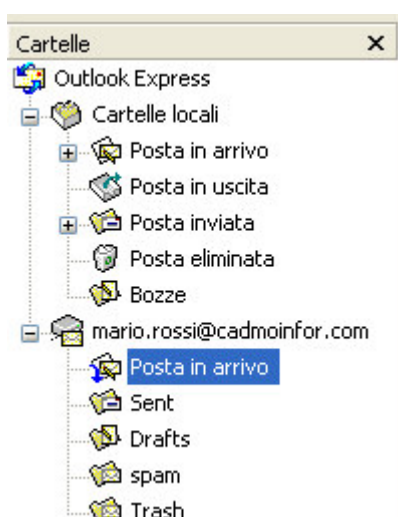 Cartelle
Outlook Express
Cartelle locali
Posta in arrivo
Posta in uscita
Posta inviata
Posta eliminata
Bozze
mario.rossi@cadmoinfor.com
Posta in arrivo
Sent
Drafts
spam
Trash